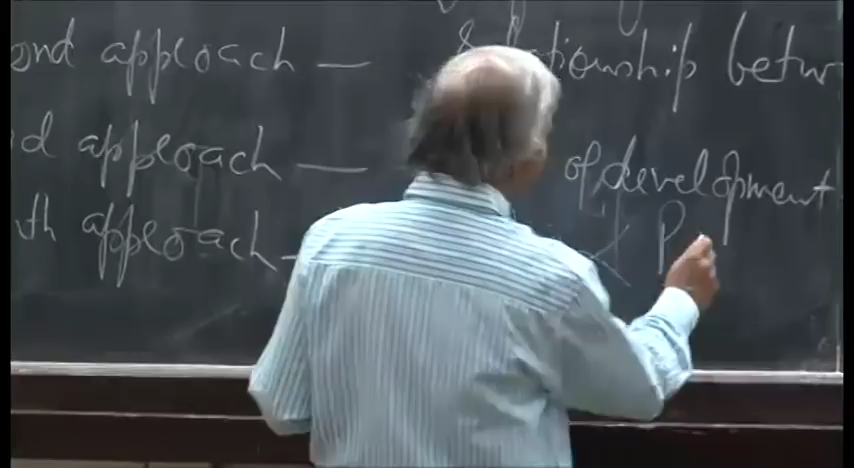 ond Approach — Relationship betw
d approach — of development
th approach — P